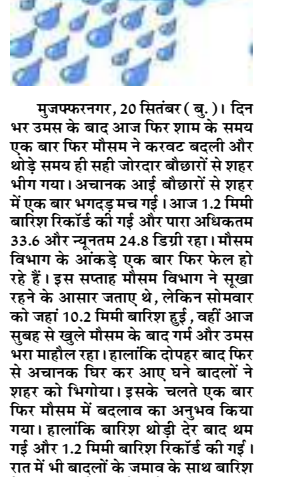 मुजफ्फरनगर, 20 सितंबर ( बु. )। दिन
भर उमस के बाद आज फिर शाम के समय
एक बार फिर मौसम ने करवट बदली और
थोड़े समय ही सही जोरदार बौछारों से शहर
भीग गया। अचानक आई बौछारों से शहर
में एक बार भगदड़ मच गई। आज 1.2 मिमी
बारिश रिकॉर्ड की गई और पारा अधिकतम
33.6 और न्यूनतम 24.8 डिग्री रहा। मौसम
विभाग के आंकड़े एक बार फिर फेल हो
रहे हैं। इस सप्ताह मौसम विभाग ने सूखा
रहने के आसार जताए थे, लेकिन सोमवार
को जहां 10.2 मिमी बारिश हुई, वहीं आज
सुबह से खुले मौसम के बाद गर्म और उमस
भरा माहौल रहा। हालांकि दोपहर बाद फिर
से अचानक घिर कर आए घने बादलों ने
शहर को भिगोया। इसके चलते एक बार
फिर मौसम में बदलाव का अनुभव किया
गया। हालांकि बारिश थोड़ी देर बाद थम
गई और 1.2 मिमी बारिश रिकॉर्ड की गई।
रात में भी बादलों के जमाव के साथ बारिश